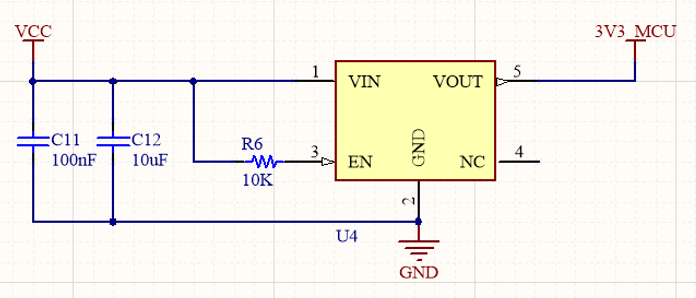 VCC
3V3_MCU
1
VIN
VOUT
5
C11
100nF
C12
10uF
R6
10K
3
EN
GND
NC
4
2
U4
GND